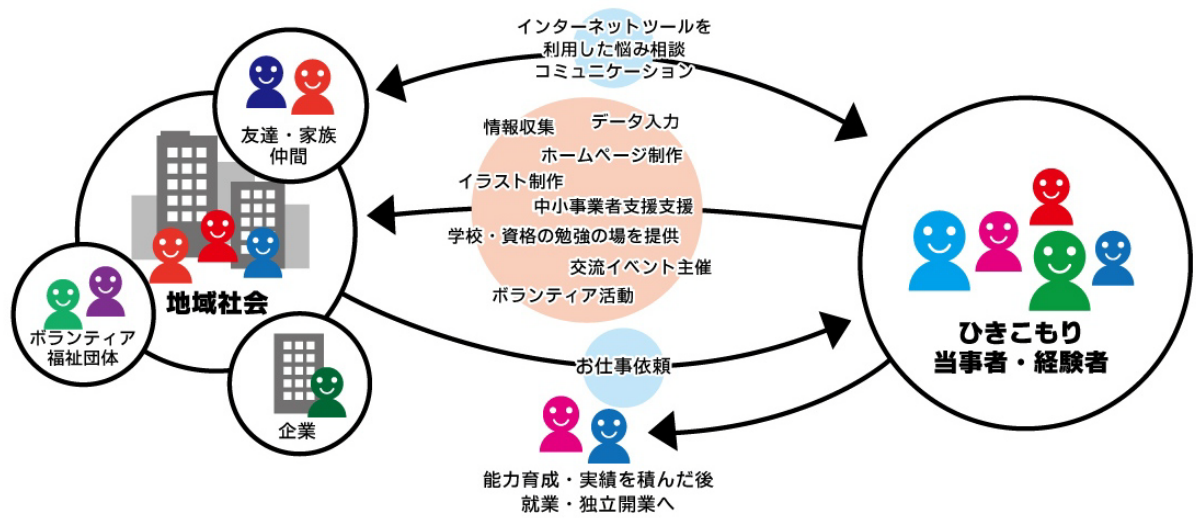 インターネットツールを
利用した悩み相談
コミュニケーション
友達・家族
仲間
情報収集
データ入力
ホームページ制作
イラスト制作
中小事業者支援支援
学校・資格の勉強の場を提供
交流イベント主催
ボランティア活動
地域社会
ボランティア
福祉団体
企業
ひきこもり
当事者・経験者
お仕事依頼
能力育成・実績を積んだ後
就業・独立開業へ